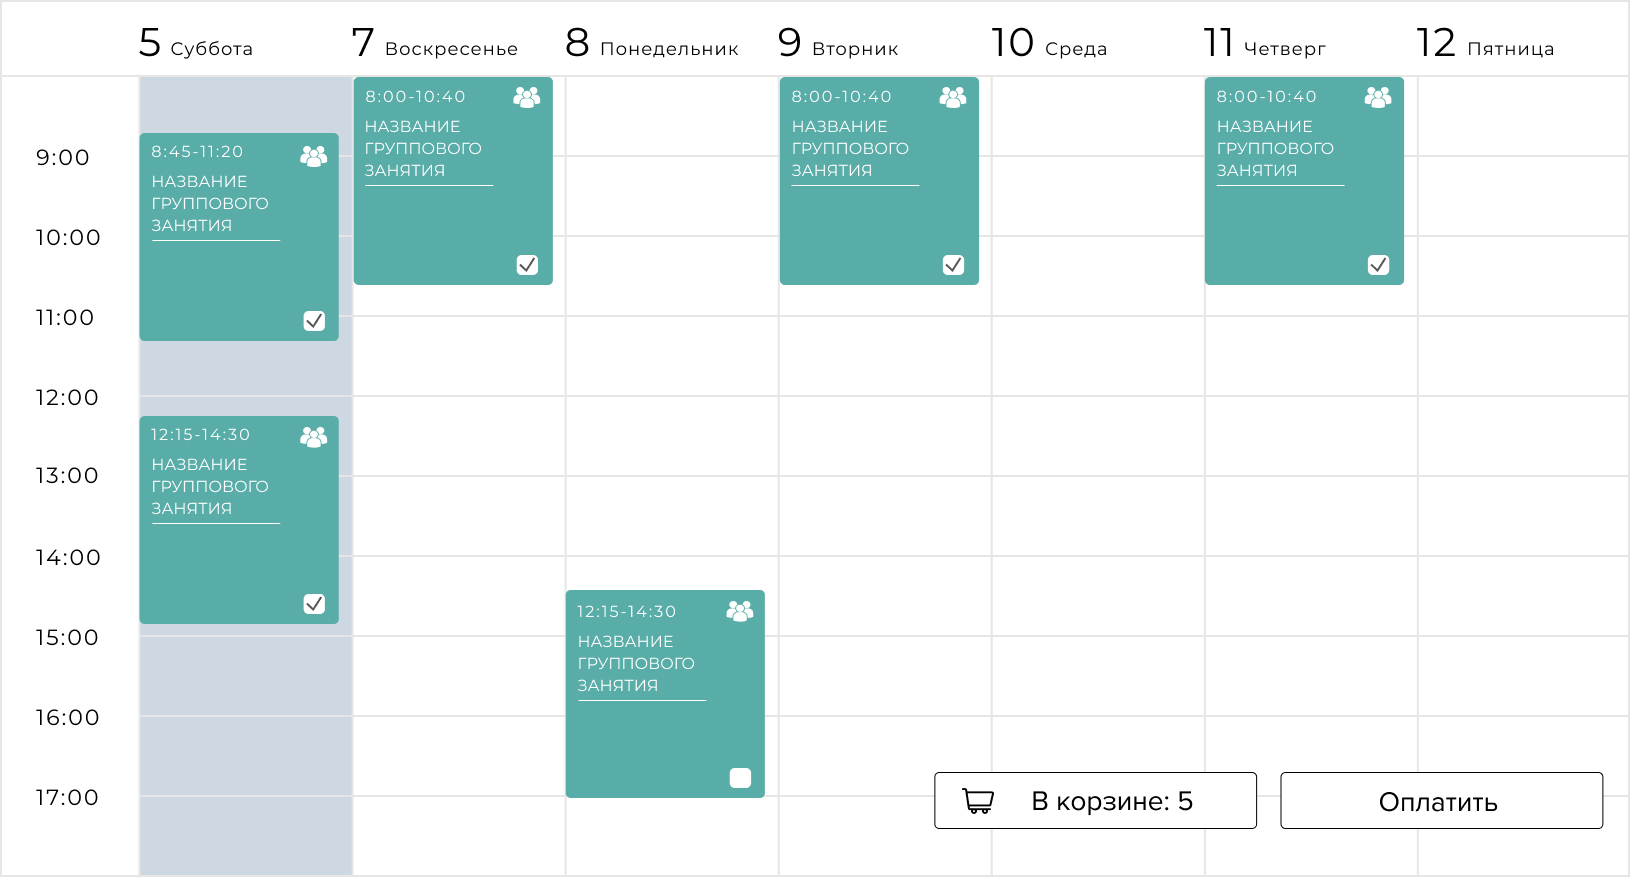 5 Суббота
7 Воскресенье
8 Понедельник
9 Вторник
10 Среда
11 Четверг
12 Пятница
9:00
10:00
11:00
12:00
13:00
14:00
15:00
16:00
17:00
8:45-11:20
НАЗВАНИЕ
ГРУППОВОГО
ЗАНЯТИЯ
12:15-14:30
НАЗВАНИЕ
ГРУППОВОГО
ЗАНЯТИЯ
8:00-10:40
НАЗВАНИЕ
ГРУППОВОГО
ЗАНЯТИЯ
12:15-14:30
НАЗВАНИЕ
ГРУППОВОГО
ЗАНЯТИЯ
8:00-10:40
НАЗВАНИЕ
ГРУППОВОГО
ЗАНЯТИЯ
8:00-10:40
НАЗВАНИЕ
ГРУППОВОГО
ЗАНЯТИЯ
В корзине: 5
Оплатить